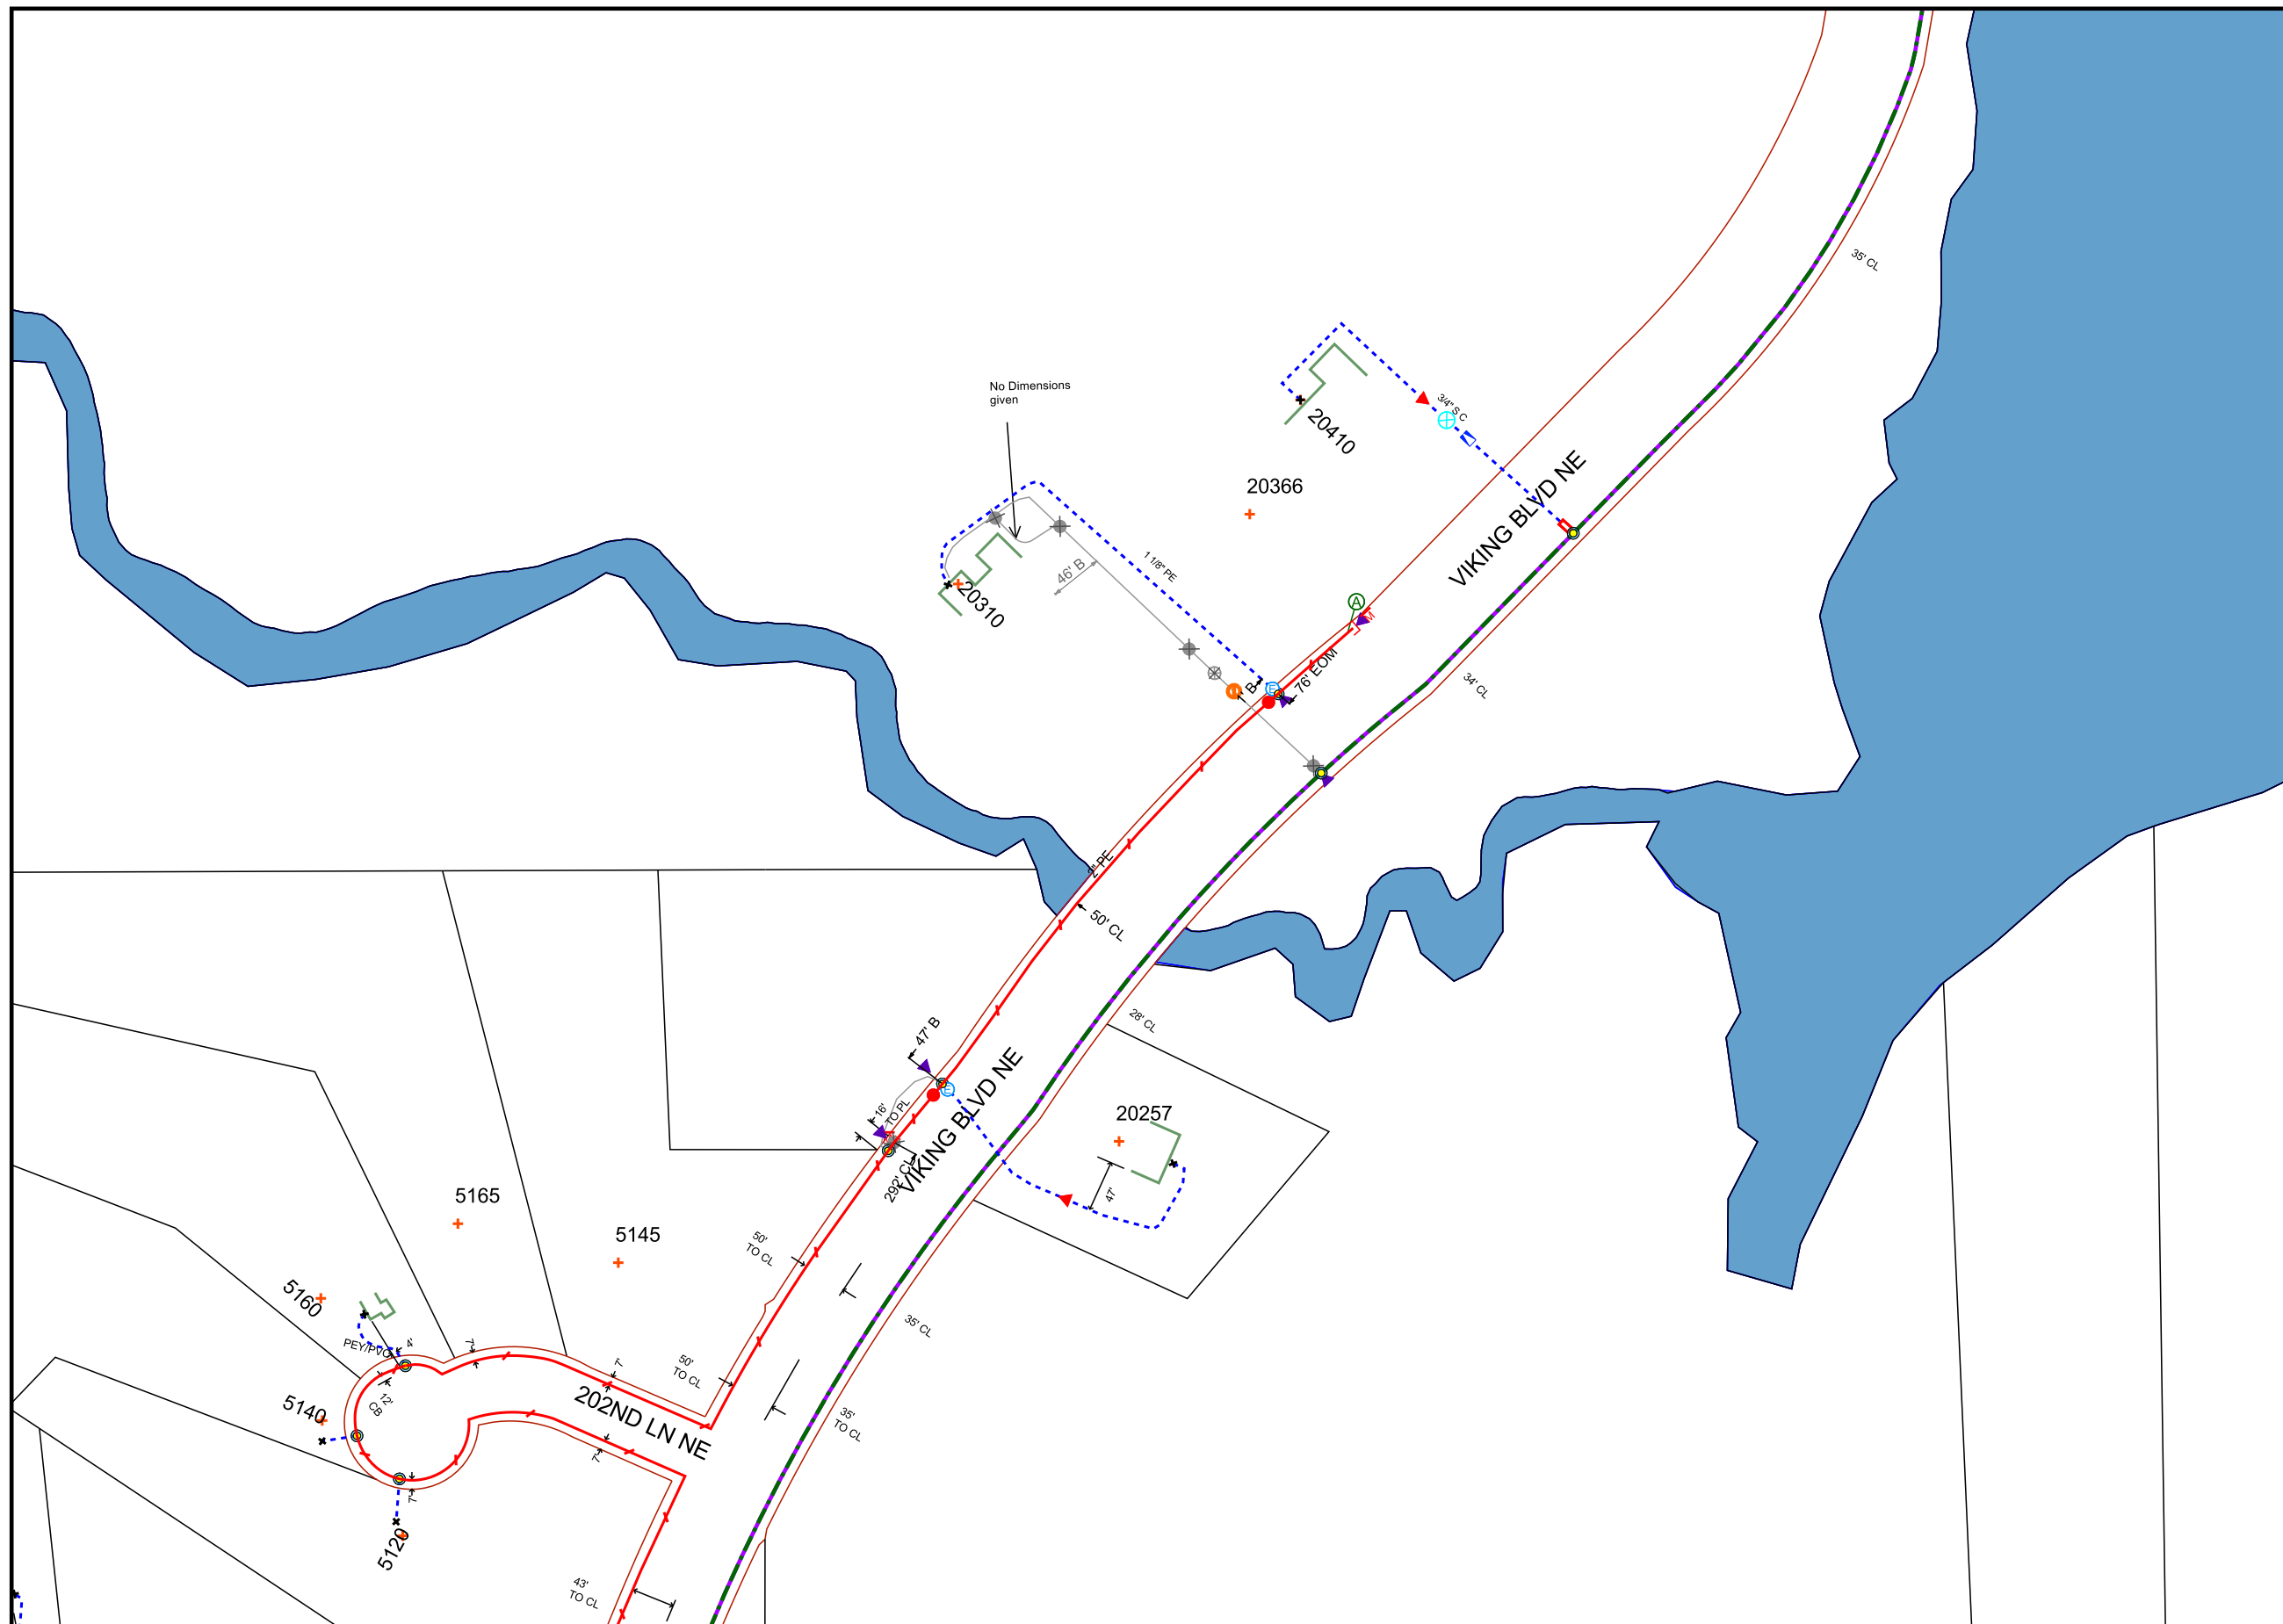 35' CL
No Dimensions
given
3/4" S C
20410
20366
VIKING BLVD NE
1 1/8" PE
46' B
20310
A
E
B
76' EOM
34' CL
2" PE
50' CL
28' CL
47' B
E
16'
TO PL
VIKING BLVD NE
292' CL
20257
47'
5165
5145
50'
TO CL
5160
PEY/PVC
4'
7'
7'
50'
TO CL
35' CL
12'
CB
5140
202ND LN NE
7'
35'
TO CL
7'
5120
43'
TO CL